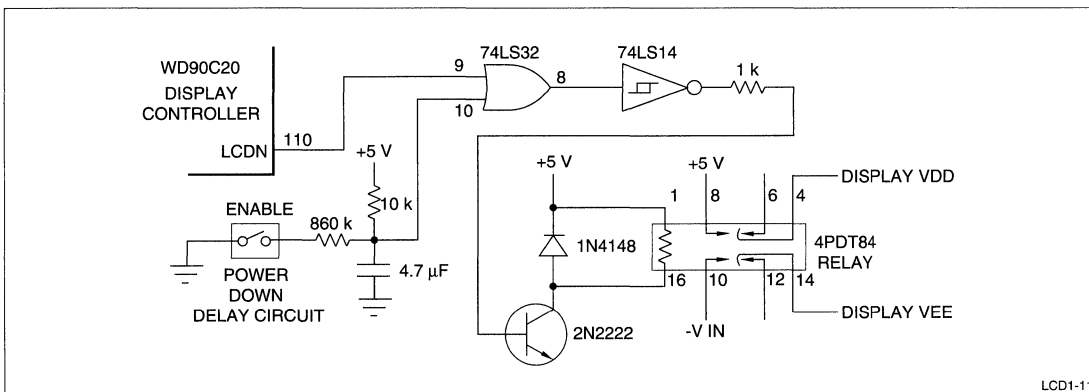 WD90C20
DISPLAY
CONTROLLER
LCDN
110
9
10
74LS32
8
74LS14
1 k
+5 V
10 k
ENABLE
860 k
4.7 µF
POWER
DOWN
DELAY CIRCUIT
+5 V
1N4148
2N2222
1
16
+5 V
8
6
4
DISPLAY VDD
4PDT84
RELAY
10
12
14
-V IN
DISPLAY VEE